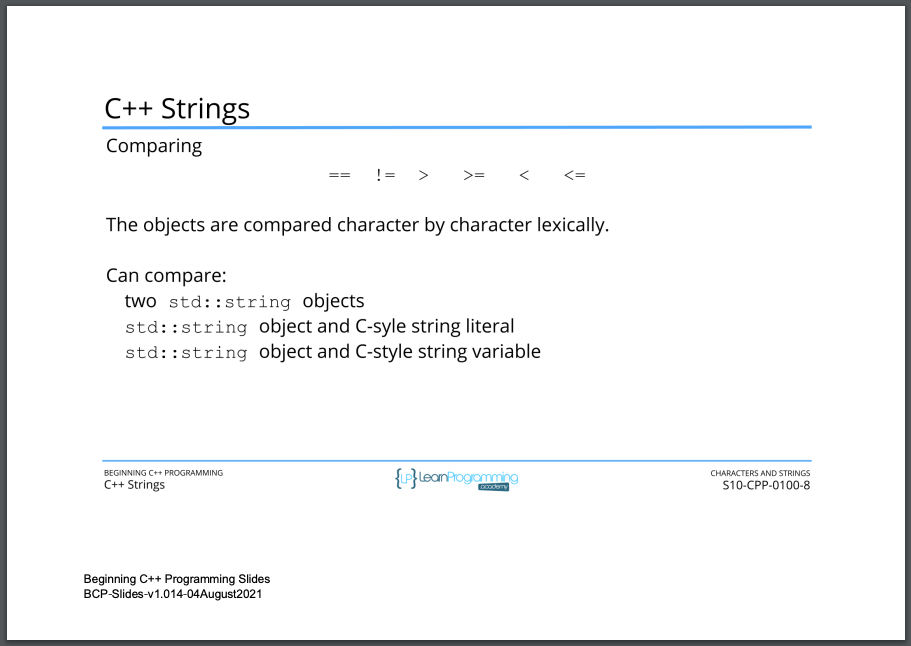 C++ Strings
Comparing
== != > >= < <=
The objects are compared character by character lexically.
Can compare:
two std::string objects
std::string object and C-syle string literal
std::string object and C-style string variable
BEGINNING C++ PROGRAMMING
C++ Strings
{LP} LearnProgramming
academy
CHARACTERS AND STRINGS
S10-CPP-0100-8
Beginning C++ Programming Slides
BCP-Slides-v1.014-04August2021